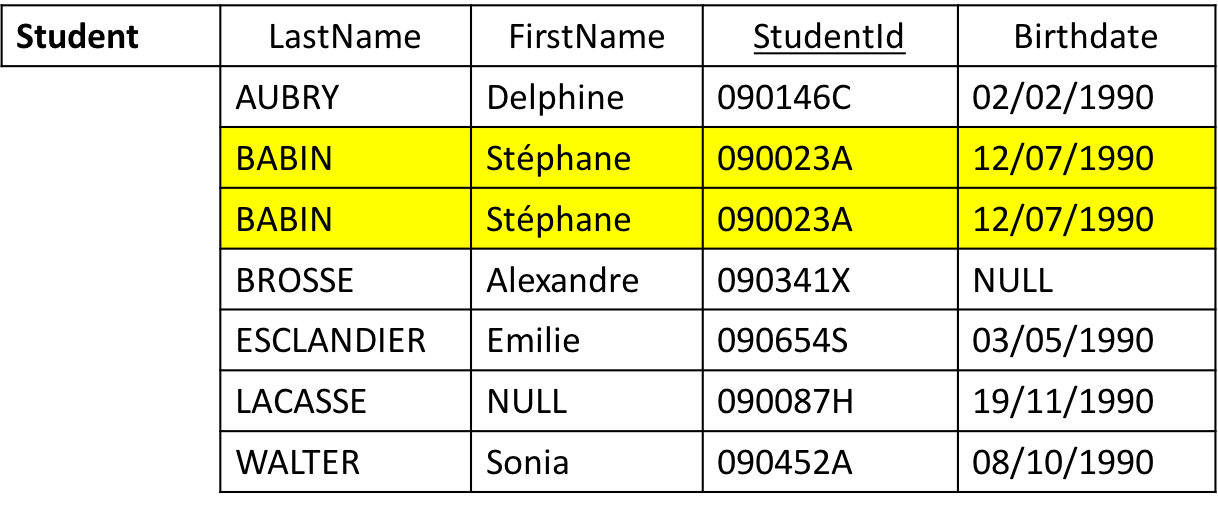 Student LastName FirstName StudentId Birthdate
AUBRY Delphine 090146C 02/02/1990
BABIN Stéphane 090023A 12/07/1990
BABIN Stéphane 090023A 12/07/1990
BROSSE Alexandre 090341X NULL
ESCLANDIER Emilie 090654S 03/05/1990
LACASSE NULL 090087H 19/11/1990
WALTER Sonia 090452A 08/10/1990